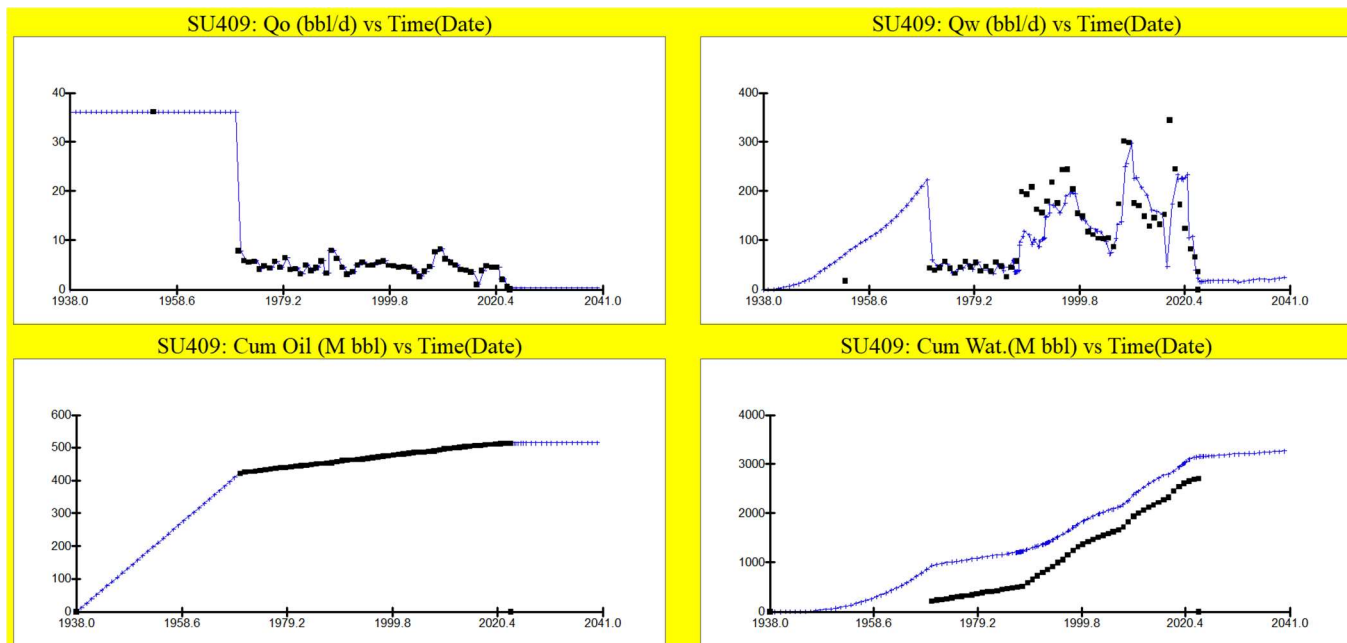 SU409: Qo (bbl/d) vs Time(Date)
40
30
20
10
0
1938.0 1958.6 1979.2 1999.8 2020.4 2041.0
SU409: Qw (bbl/d) vs Time(Date)
400
300
200
100
0
1938.0 1958.6 1979.2 1999.8 2020.4 2041.0
SU409: Cum Oil (M bbl) vs Time(Date)
600
500
400
300
200
100
0
1938.0 1958.6 1979.2 1999.8 2020.4 2041.0
SU409: Cum Wat.(M bbl) vs Time(Date)
4000
3000
2000
1000
0
1938.0 1958.6 1979.2 1999.8 2020.4 2041.0